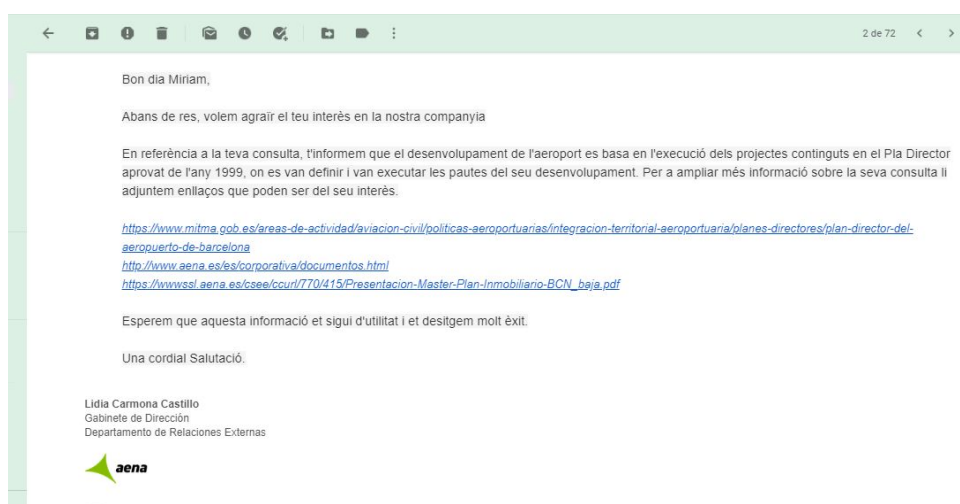 2 de 72
Bon dia Miriam,
Abans de res, volem agraïr el teu interès en la nostra companyia
En referència a la teva consulta, t'informem que el desenvolupament de l'aeroport es basa en l'execució dels projectes continguts en el Pla Director
aprovat de l'any 1999, on es van definir i van executar les pautes del seu desenvolupament. Per a ampliar més informació sobre la seva consulta li
adjuntem enllaços que poden ser del seu interès.
https://www.mitma.gob.es/areas-de-actividad/aviacion-civil/politicas-aeroportuarias/integracion-territorial-aeroportuaria/planes-directores/plan-director-del-
aeropuerto-de-barcelona
http://www.aena.es/es/corporativa/documentos.html
https://wwwssl.aena.es/csee/ccurl/770/415/Presentacion-Master-Plan-Inmobiliario-BCN_baja.pdf
Esperem que aquesta informació et sigui d'utilitat i et desitgem molt èxit.
Una cordial Salutació.
Lidia Carmona Castillo
Gabinete de Dirección
Departamento de Relaciones Externas
aena